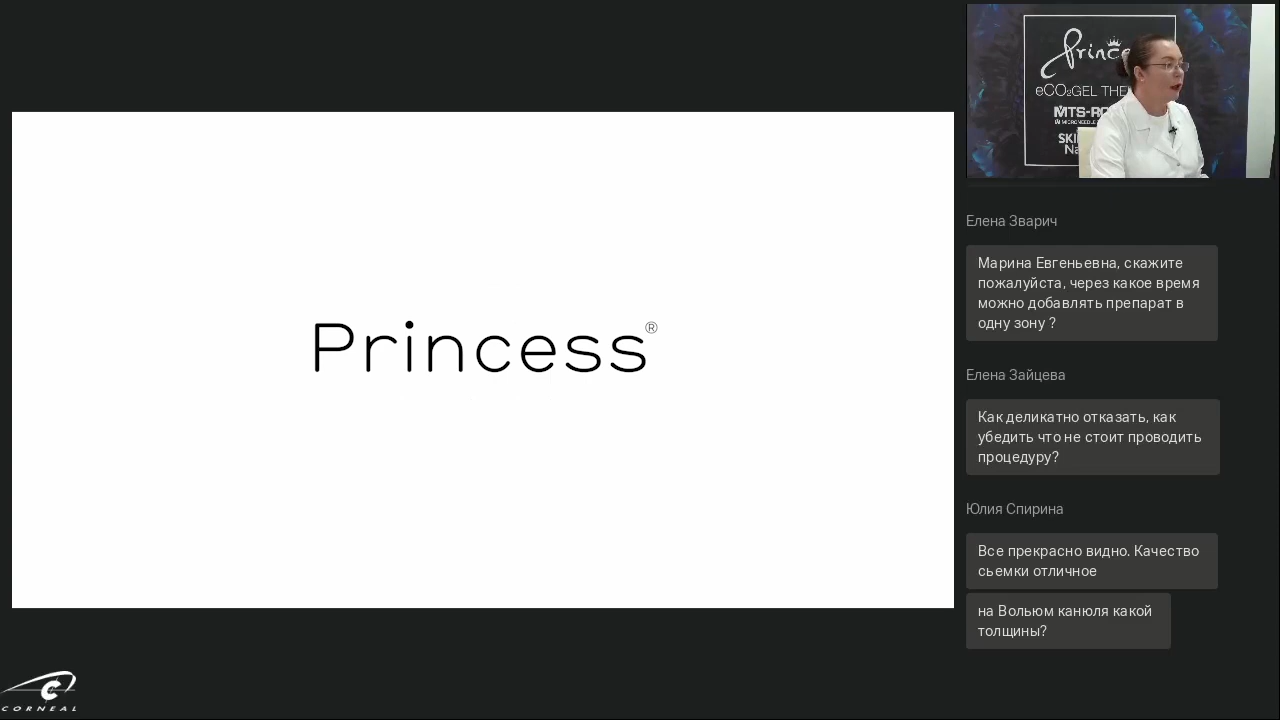 Princess®
Princ
eCO₂GEL THE
MTS-RO
MICRONEEDLE
SKI
Na
Елена Зварич
Марина Евгеньевна, скажите
пожалуйста, через какое время
можно добавлять препарат в
одну зону ?
Елена Зайцева
Как деликатно отказать, как
убедить что не стоит проводить
процедуру?
Юлия Спирина
Все прекрасно видно. Качество
сьемки отличное
на Вольюм канюля какой
толщины?
CORNEAL